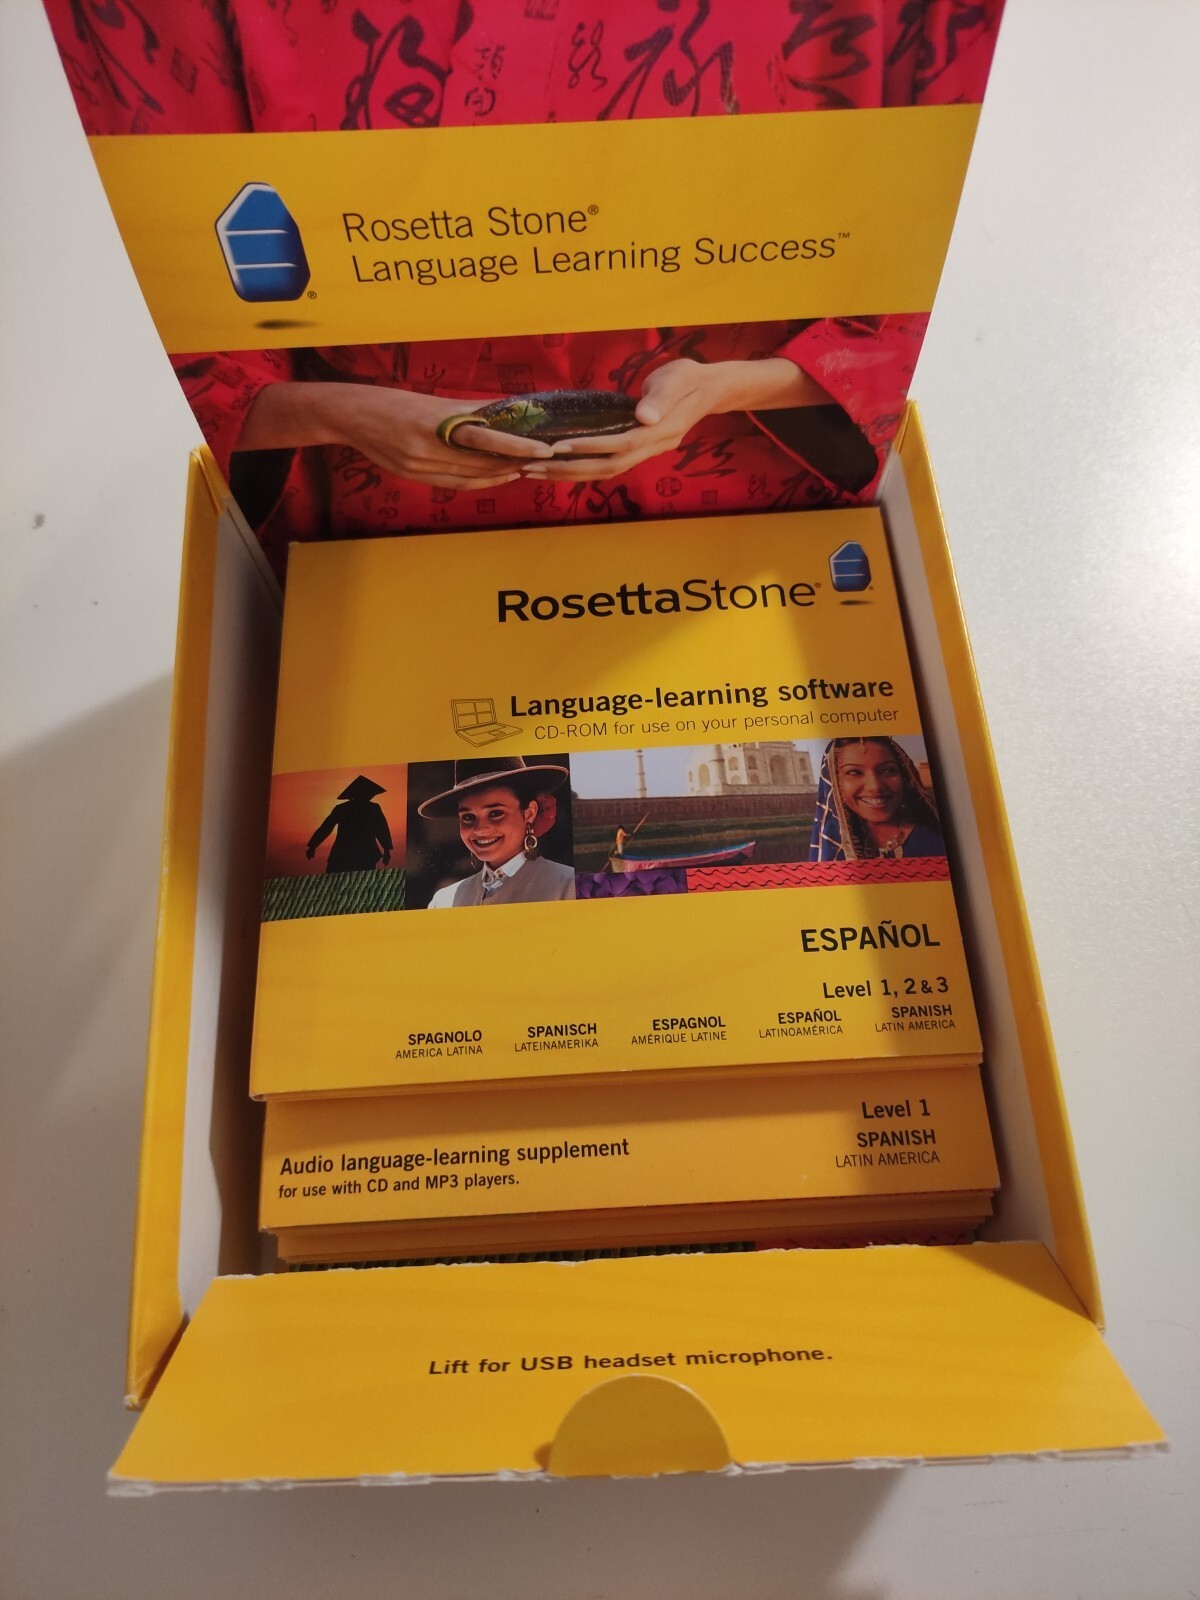 Rosetta Stone®
Language Learning Success™
®
RosettaStone®
Language-learning software
CD-ROM for use on your personal computer
ESPAÑOL
Level 1, 2 & 3
SPAGNOLO
AMERICA LATINA
SPANISCH
LATEINAMERIKA
ESPAGNOL
AMÉRIQUE LATINE
ESPAÑOL
LATINOAMÉRICA
SPANISH
LATIN AMERICA
Audio language-learning supplement
for use with CD and MP3 players.
Level 1
SPANISH
LATIN AMERICA
Lift for USB headset microphone.